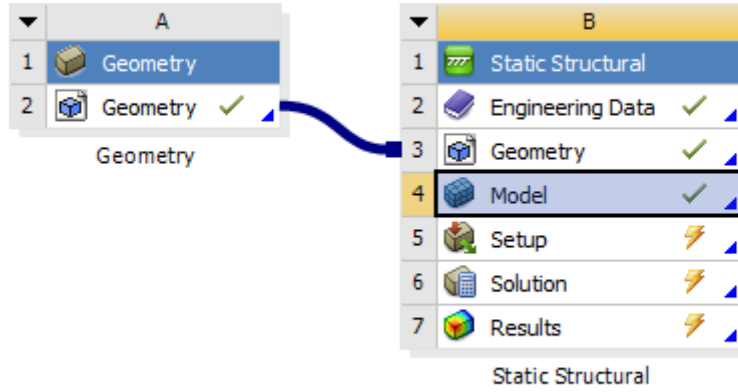 A
1 Geometry
2 Geometry
Geometry
B
1 Static Structural
2 Engineering Data
3 Geometry
4 Model
5 Setup
6 Solution
7 Results
Static Structural